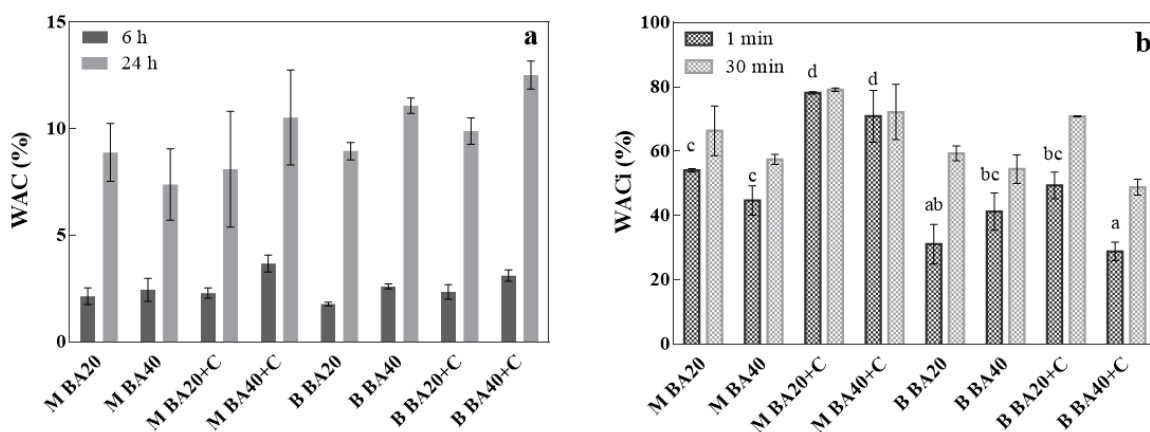 a
6 h
24 h
WAC (%)
15
10
5
0
M BA20
M BA40
M BA20+C
M BA40+C
B BA20
B BA40
B BA20+C
B BA40+C
b
1 min
30 min
WACi (%)
100
80
60
40
20
0
c
c
d
d
ab
bc
bc
a
M BA20
M BA40
M BA20+C
M BA40+C
B BA20
B BA40
B BA20+C
B BA40+C